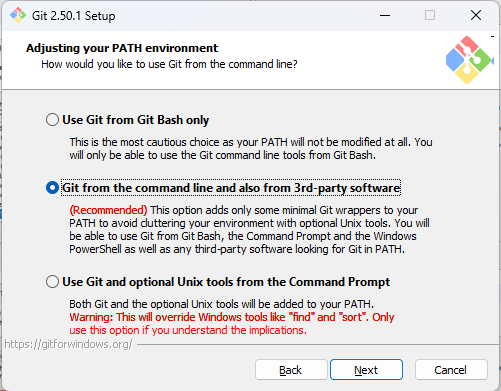 Git 2.50.1 Setup
Adjusting your PATH environment
How would you like to use Git from the command line?
Use Git from Git Bash only
This is the most cautious choice as your PATH will not be modified at all. You
will only be able to use the Git command line tools from Git Bash.
Git from the command line and also from 3rd-party software
(Recommended) This option adds only some minimal Git wrappers to your
PATH to avoid cluttering your environment with optional Unix tools. You will
be able to use Git from Git Bash, the Command Prompt and the Windows
PowerShell as well as any third-party software looking for Git in PATH.
Use Git and optional Unix tools from the Command Prompt
Both Git and the optional Unix tools will be added to your PATH.
Warning: This will override Windows tools like "find" and "sort". Only
use this option if you understand the implications.
https://gitforwindows.org/
Back Next Cancel